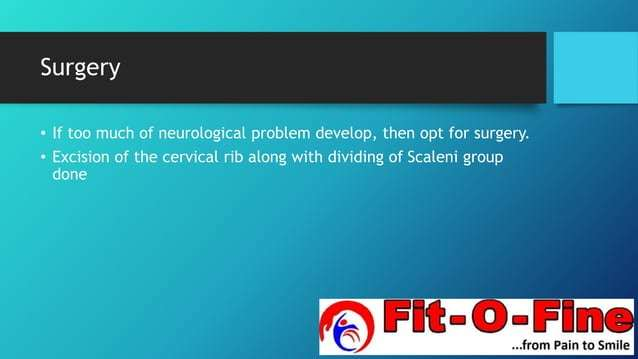 Surgery
• If too much of neurological problem develop, then opt for surgery.
• Excision of the cervical rib along with dividing of Scaleni group
done
Fit-O-Fine
...from Pain to Smile